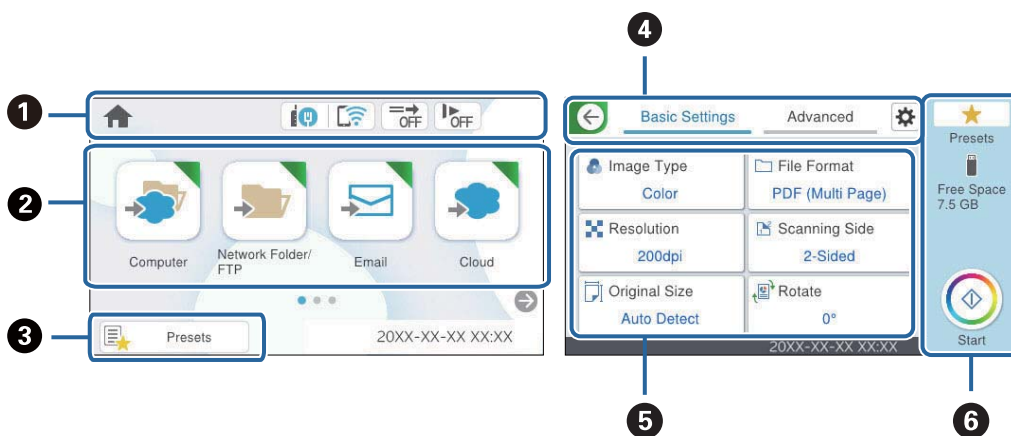 4
1
OFF
OFF
2
Computer
Network Folder/
FTP
Email
Cloud
3
Presets
20XX-XX-XX XX:XX
Basic Settings
Advanced
Image Type
Color
File Format
PDF (Multi Page)
Resolution
200dpi
Scanning Side
2-Sided
Original Size
Auto Detect
Rotate
0°
20XX-XX-XX XX:XX
Presets
Free Space
7.5 GB
Start
5
6